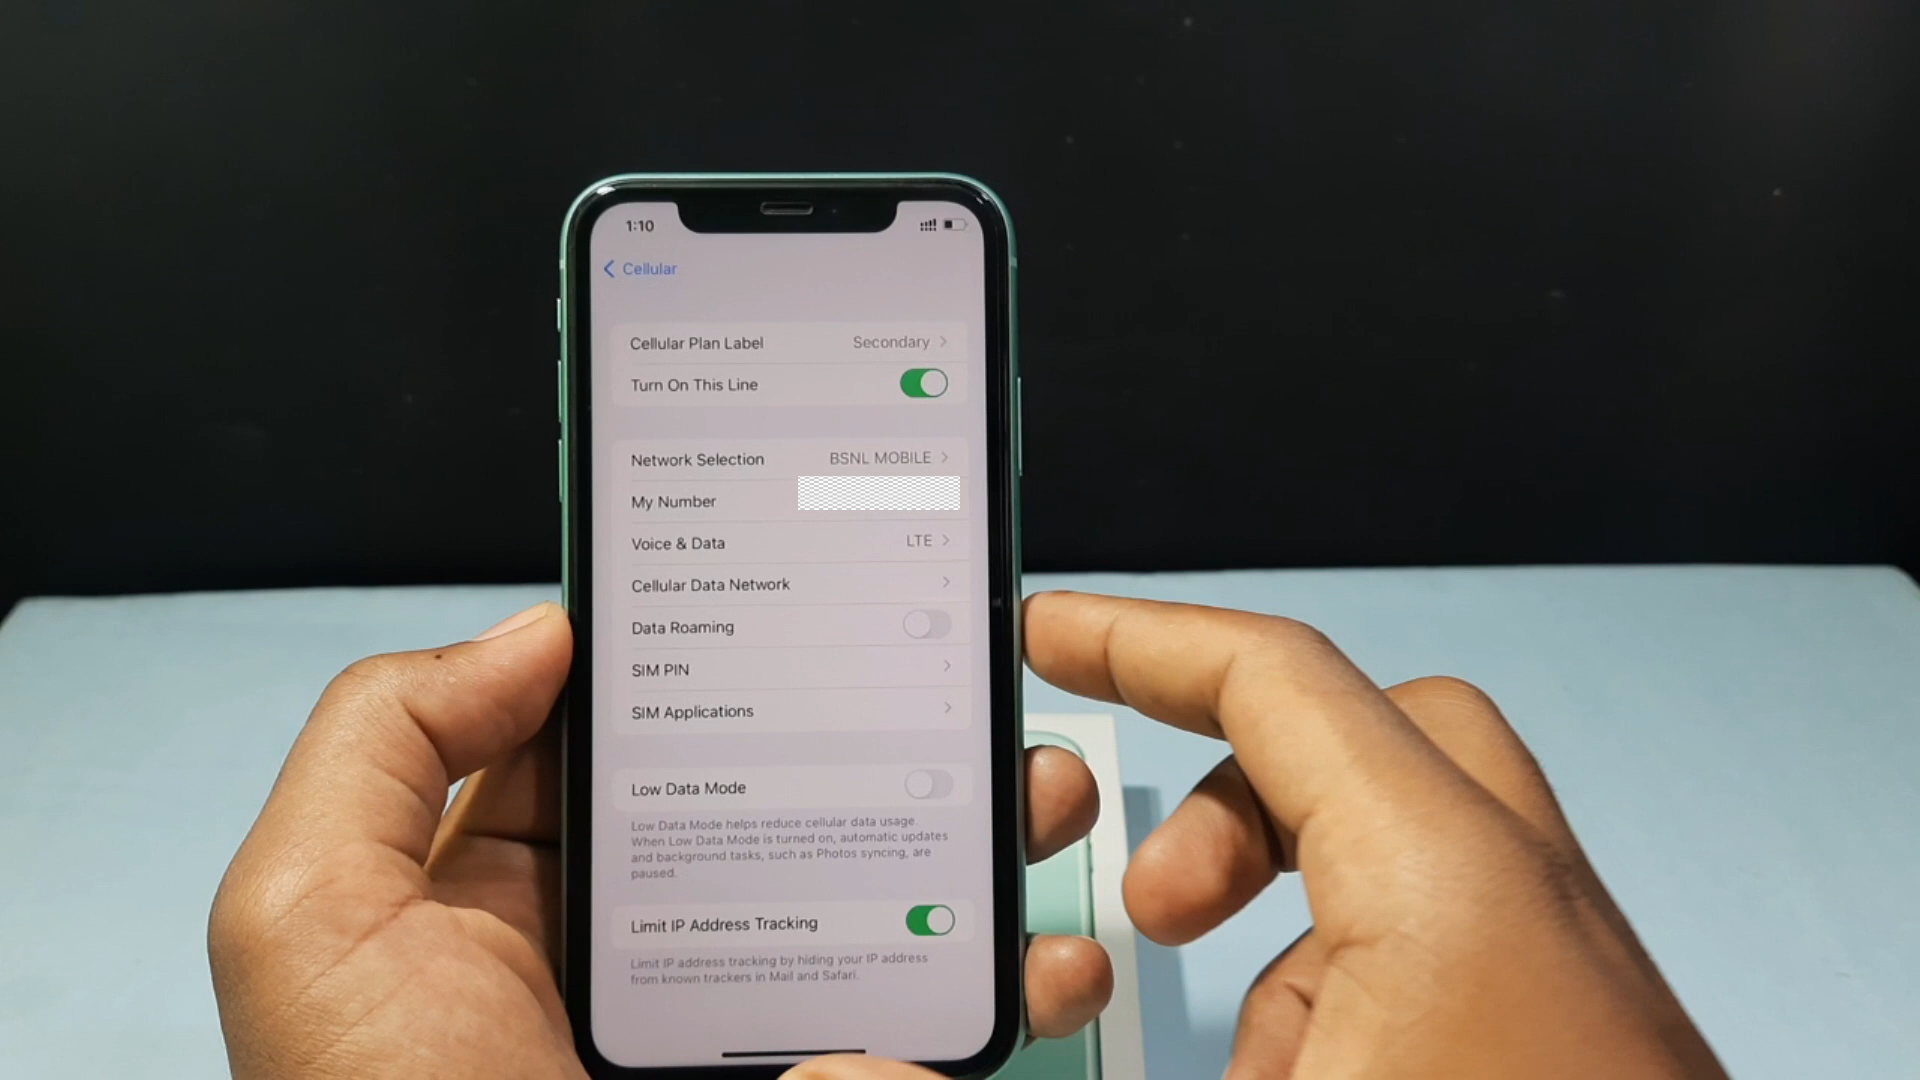 1:10
Cellular
Cellular Plan Label Secondary
Turn On This Line
Network Selection BSNL MOBILE
My Number
Voice & Data LTE
Cellular Data Network
Data Roaming
SIM PIN
SIM Applications
Low Data Mode
Low Data Mode helps reduce cellular data usage.
When Low Data Mode is turned on, automatic updates
and background tasks, such as Photos syncing, are
paused.
Limit IP Address Tracking
Limit IP address tracking by hiding your IP address
from known trackers in Mail and Safari.